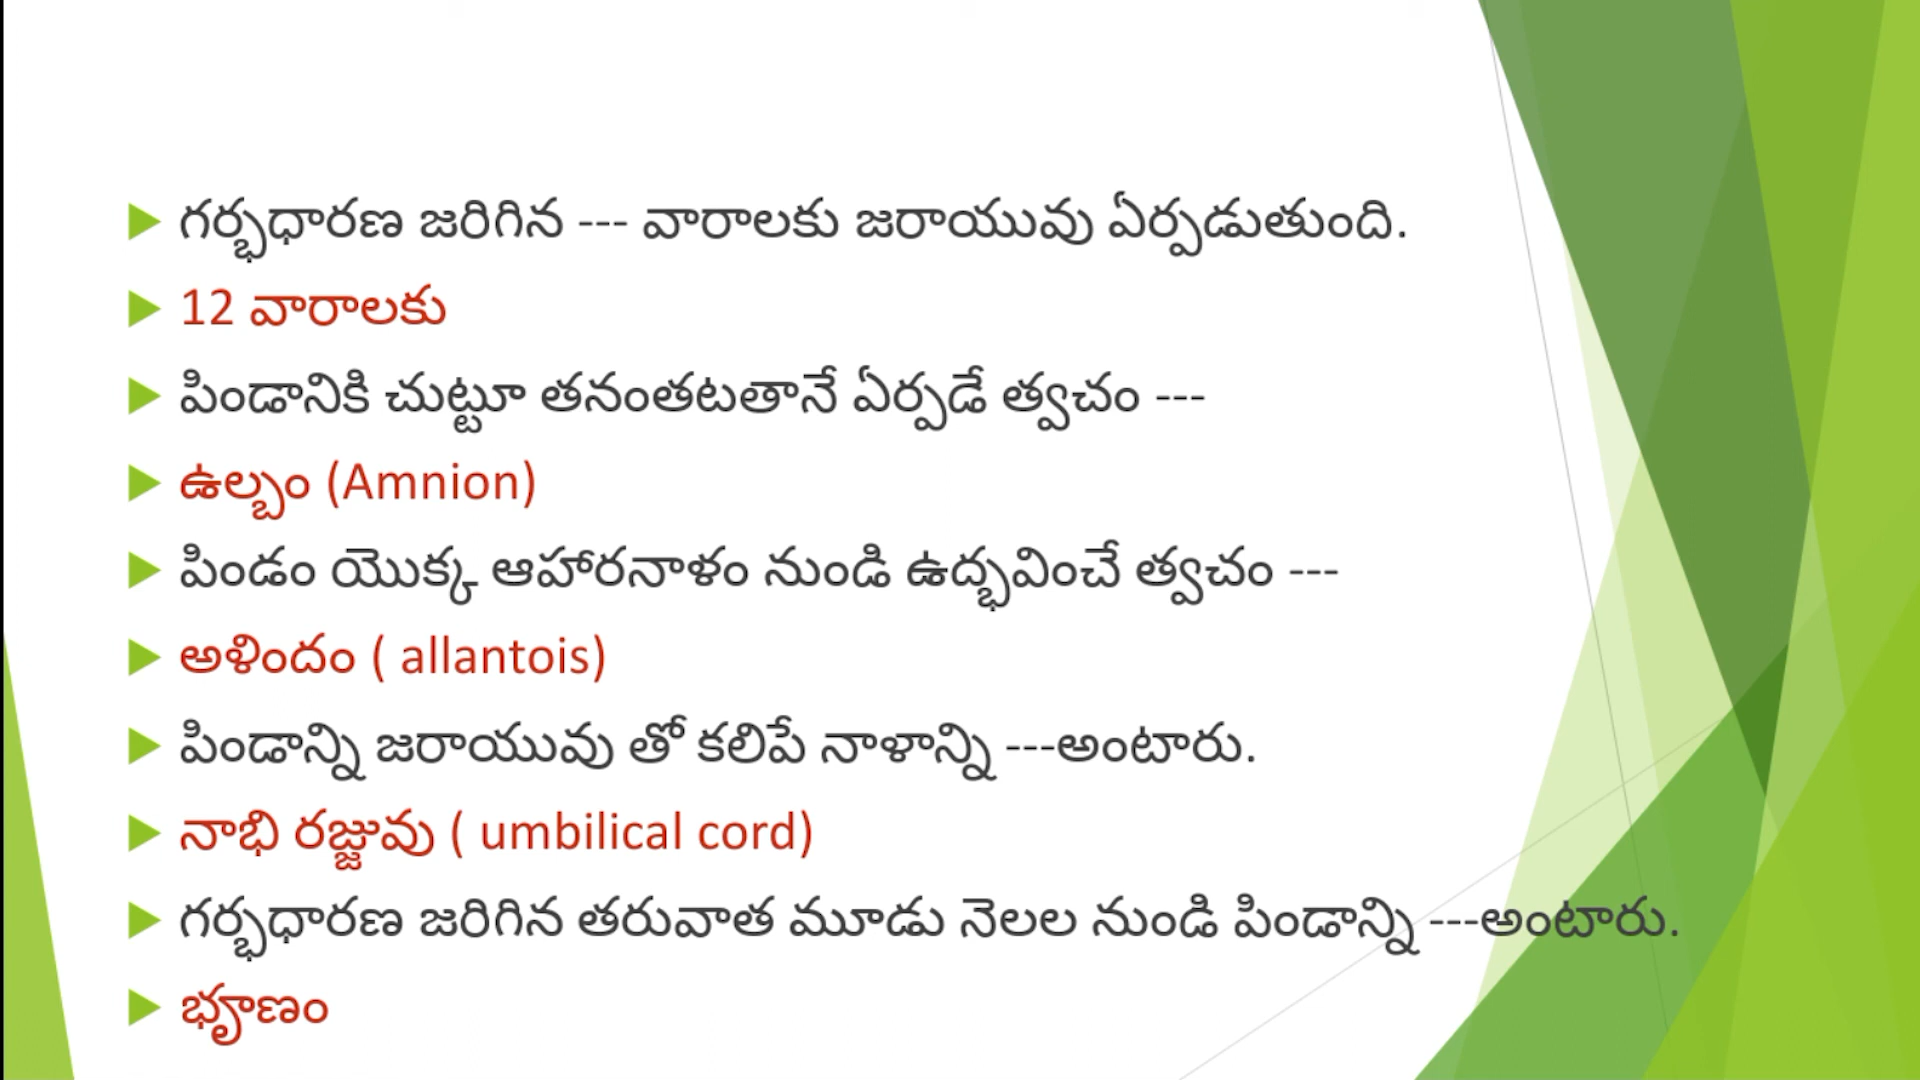 గర్భధారణ జరిగిన --- వారాలకు జరాయువు ఏర్పడుతుంది.
12 వారాలకు
పిండానికి చుట్టూ తనంతటతానే ఏర్పడే త్వచం ---
ఉల్బం (Amnion)
పిండం యొక్క ఆహారనాళం నుండి ఉద్భవించే త్వచం ---
అళిందం ( allantois)
పిండాన్ని జరాయువు తో కలిపే నాళాన్ని ---అంటారు.
నాభి రజ్జువు ( umbilical cord)
గర్భధారణ జరిగిన తరువాత మూడు నెలల నుండి పిండాన్ని ---అంటారు.
భౄణం